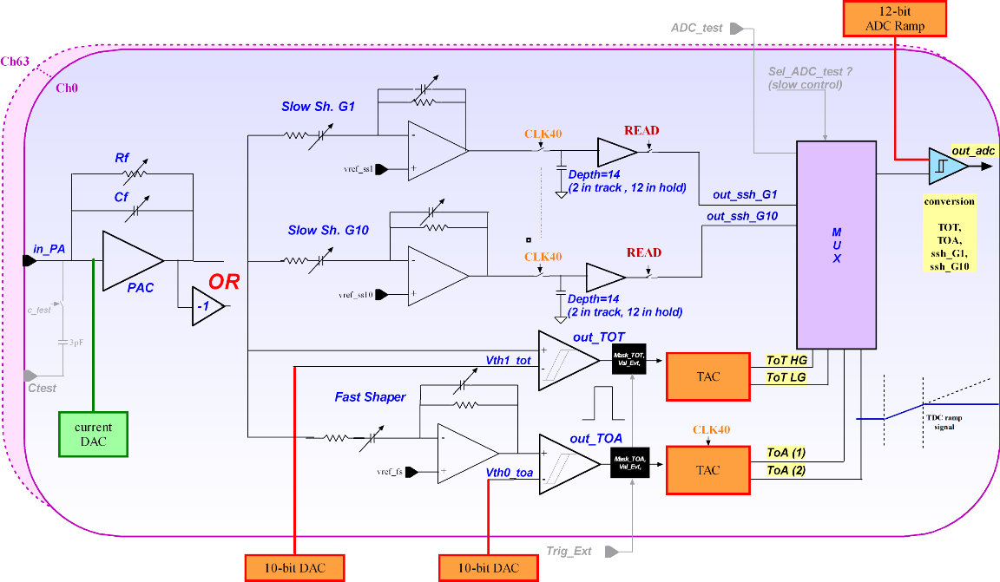 12-bit
ADC Ramp
ADC_test
Ch63
Ch0
Sel_ADC_test ?
(slow control)
Slow Sh. G1
-
+
vref_ss1
CLK40
READ
Depth=14
(2 in track , 12 in hold)
out_ssh_G1
out_adc
Rf
Cf
in_PA
PAC
-1
OR
Slow Sh. G10
-
+
vref_ss10
CLK40
READ
Depth=14
(2 in track, 12 in hold)
out_ssh_G10
M
U
X
conversion
TOT,
TOA,
ssh_G1,
ssh_G10
c_test
3pF
Ctest
current
DAC
+
-
Vth1_tot
out_TOT
Mask_TOT,
Val_Evt,
TAC
ToT HG
ToT LG
Fast Shaper
-
+
vref_fs
+
-
Vth0_toa
out_TOA
Mask_TOA,
Val_Evt,
CLK40
TAC
ToA (1)
ToA (2)
TDC ramp
signal
Trig_Ext
10-bit DAC
10-bit DAC